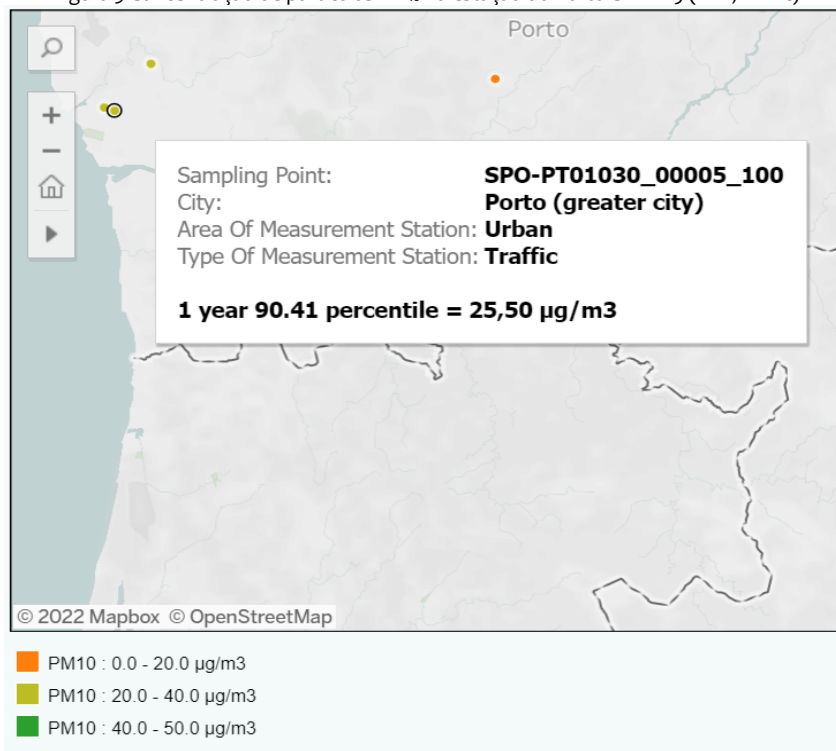 Porto
Sampling Point: SPO-PT01030_00005_100
City: Porto (greater city)
Area Of Measurement Station: Urban
Type Of Measurement Station: Traffic
1 year 90.41 percentile = 25,50 µg/m3
© 2022 Mapbox © OpenStreetMap
PM10 : 0.0 - 20.0 µg/m3
PM10 : 20.0 - 40.0 µg/m3
PM10 : 40.0 - 50.0 µg/m3